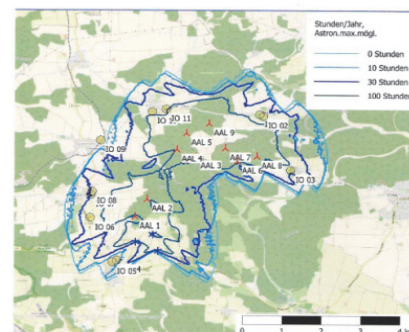 Stunden/Jahr,
Astron.max.mögl.
0 Stunden
10 Stunden
30 Stunden
100 Stunden
IO 11
IO 02
AAL 9
IO 09
AAL 5
AAL 4
AAL 7
AAL 3
AAL 8
AAL 6
IO 03
IO 08
AAL 2
IO 06
AAL 1
IO 05
0 1 2 3